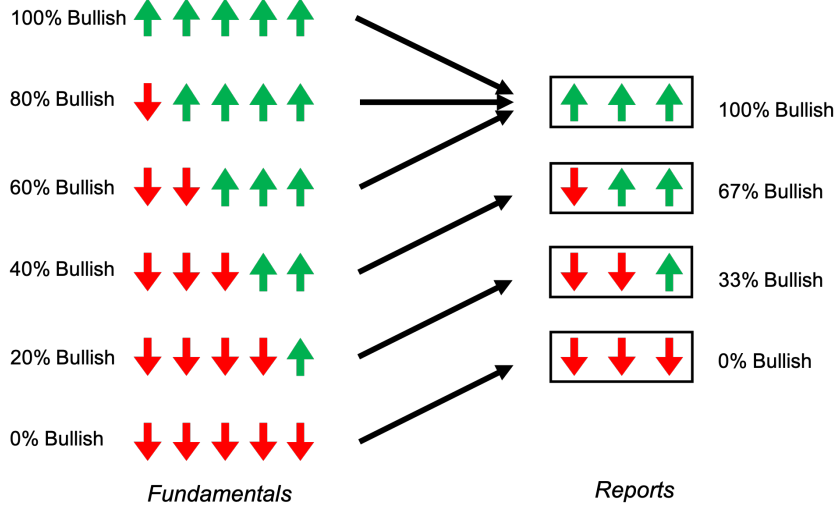 100% Bullish
80% Bullish
60% Bullish
40% Bullish
20% Bullish
0% Bullish
Fundamentals
100% Bullish
67% Bullish
33% Bullish
0% Bullish
Reports